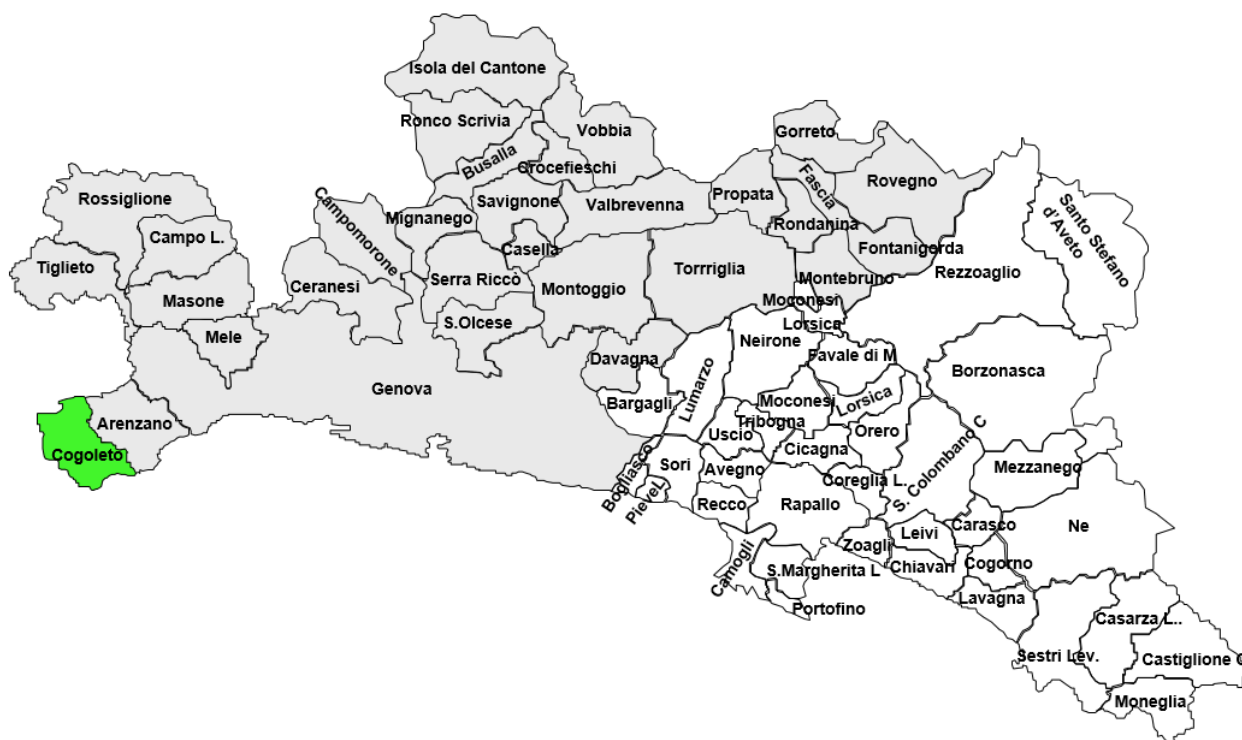 Isola del Cantone
Ronco Scrivia
Vobbia
Gorreto
Busalla
Crocefieschi
Fascia
Rovegno
Rossiglione
Campomorone
Mignanego
Savignone
Valbrevenna
Propata
Santo Stefano
d'Aveto
Campo L.
Rondanina
Casella
Fontanigorda
Tiglieto
Torrriglia
Rezzoaglio
Ceranesi
Serra Riccò
Montoggio
Montebruno
Masone
Moconesi
S.Olcese
Lorsica
Mele
Neirone
Davagna
Favale di M
Genova
Lumarzo
Borzonasca
Bargagli
Moconesi
Lorsica
Arenzano
Tribogna
Uscio
Orero
Cicagna
S. Colombano C
Cogoleto
Bogliasco
Sori
Avegno
Mezzanego
PieveL
Coreglia L.
Recco
Rapallo
Carasco
Ne
Leivi
Zoagli
Camogli
S.Margherita L
Chiavari
Cogorno
Lavagna
Portofino
Casarza L..
Sestri Lev.
Castiglione C
Moneglia